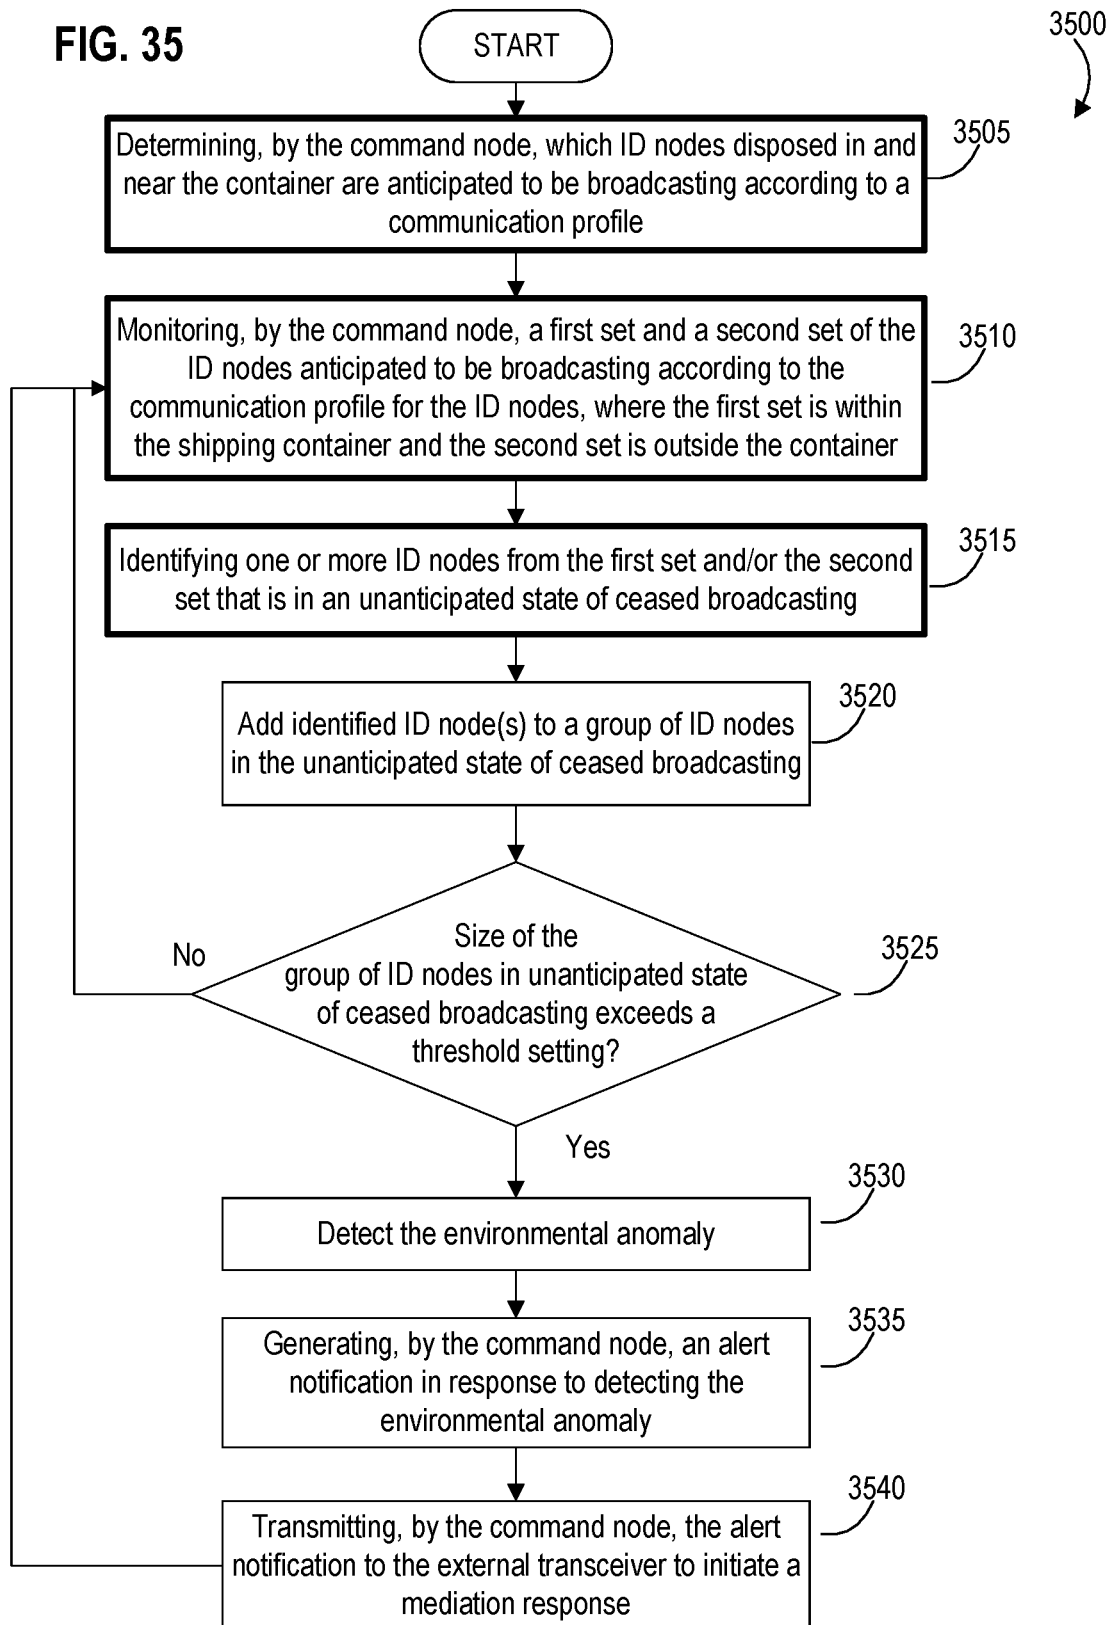 FIG. 35
START
3500
Determining, by the command node, which ID nodes disposed in and
near the container are anticipated to be broadcasting according to a
communication profile
3505
Monitoring, by the command node, a first set and a second set of the
ID nodes anticipated to be broadcasting according to the
communication profile for the ID nodes, where the first set is within
the shipping container and the second set is outside the container
3510
Identifying one or more ID nodes from the first set and/or the second
set that is in an unanticipated state of ceased broadcasting
3515
Add identified ID node(s) to a group of ID nodes
in the unanticipated state of ceased broadcasting
3520
Size of the
group of ID nodes in unanticipated state
of ceased broadcasting exceeds a
threshold setting?
3525
No
Yes
Detect the environmental anomaly
3530
Generating, by the command node, an alert
notification in response to detecting the
environmental anomaly
3535
Transmitting, by the command node, the alert
notification to the external transceiver to initiate a
mediation response
3540